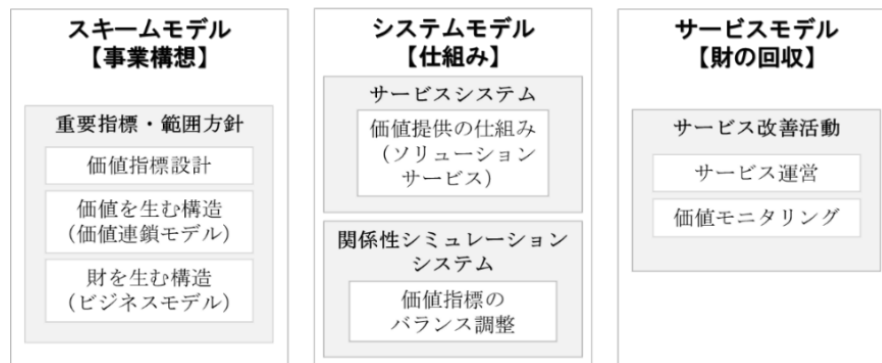 スキームモデル
【事業構想】
重要指標・範囲方針
価値指標設計
価値を生む構造
(価値連鎖モデル)
財を生む構造
(ビジネスモデル)
システムモデル
【仕組み】
サービスシステム
価値提供の仕組み
(ソリューション
サービス)
関係性シミュレーション
システム
価値指標の
バランス調整
サービスモデル
【財の回収】
サービス改善活動
サービス運営
価値モニタリング